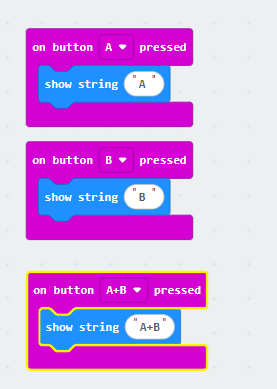 on button A ▼ pressed
show string "A"
on button B ▼ pressed
show string "B"
on button A+B ▼ pressed
show string "A+B"